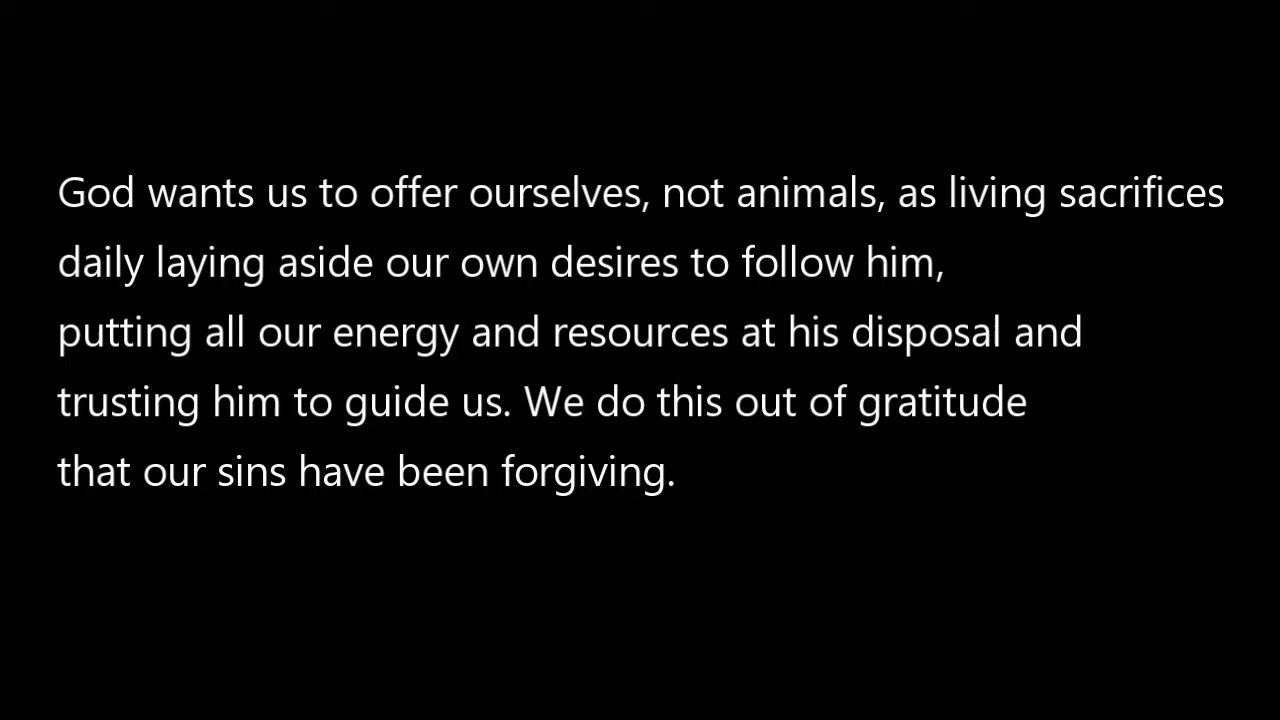 God wants us to offer ourselves, not animals, as living sacrifices
daily laying aside our own desires to follow him,
putting all our energy and resources at his disposal and
trusting him to guide us. We do this out of gratitude
that our sins have been forgiving.